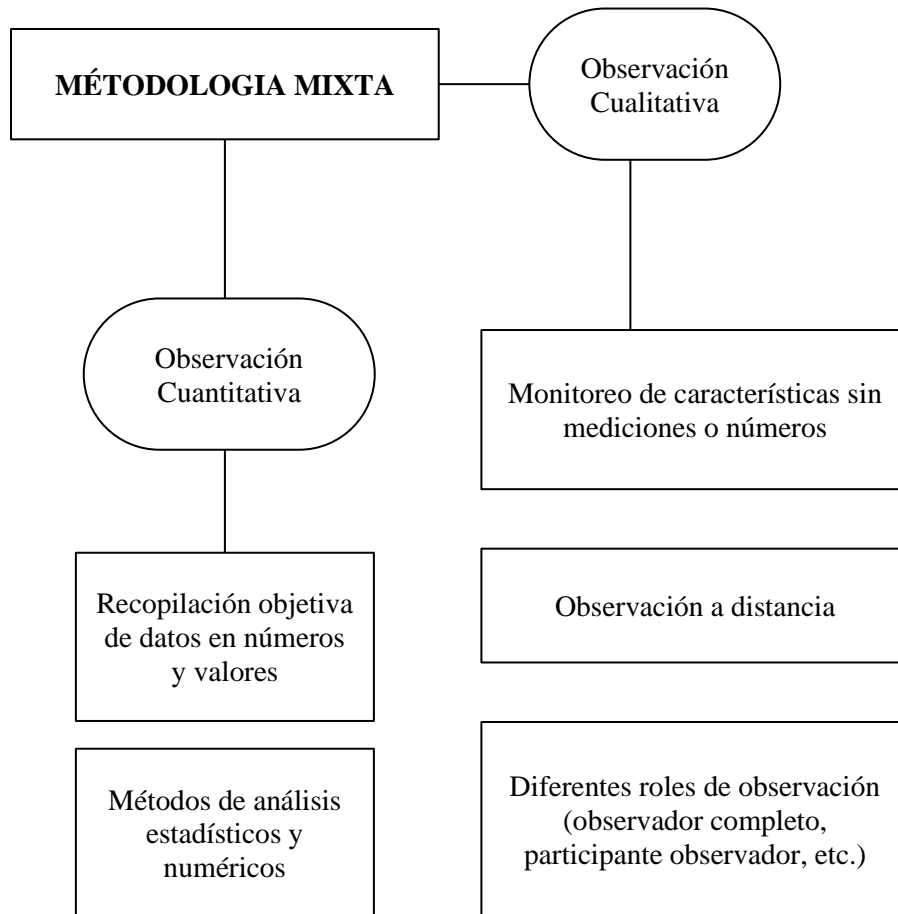 MÉTODOLOGIA MIXTA
Observación
Cualitativa
Observación
Cuantitativa
Monitoreo de características sin
mediciones o números
Recopilación objetiva
de datos en números
y valores
Observación a distancia
Métodos de análisis
estadísticos y
numéricos
Diferentes roles de observación
(observador completo,
participante observador, etc.)